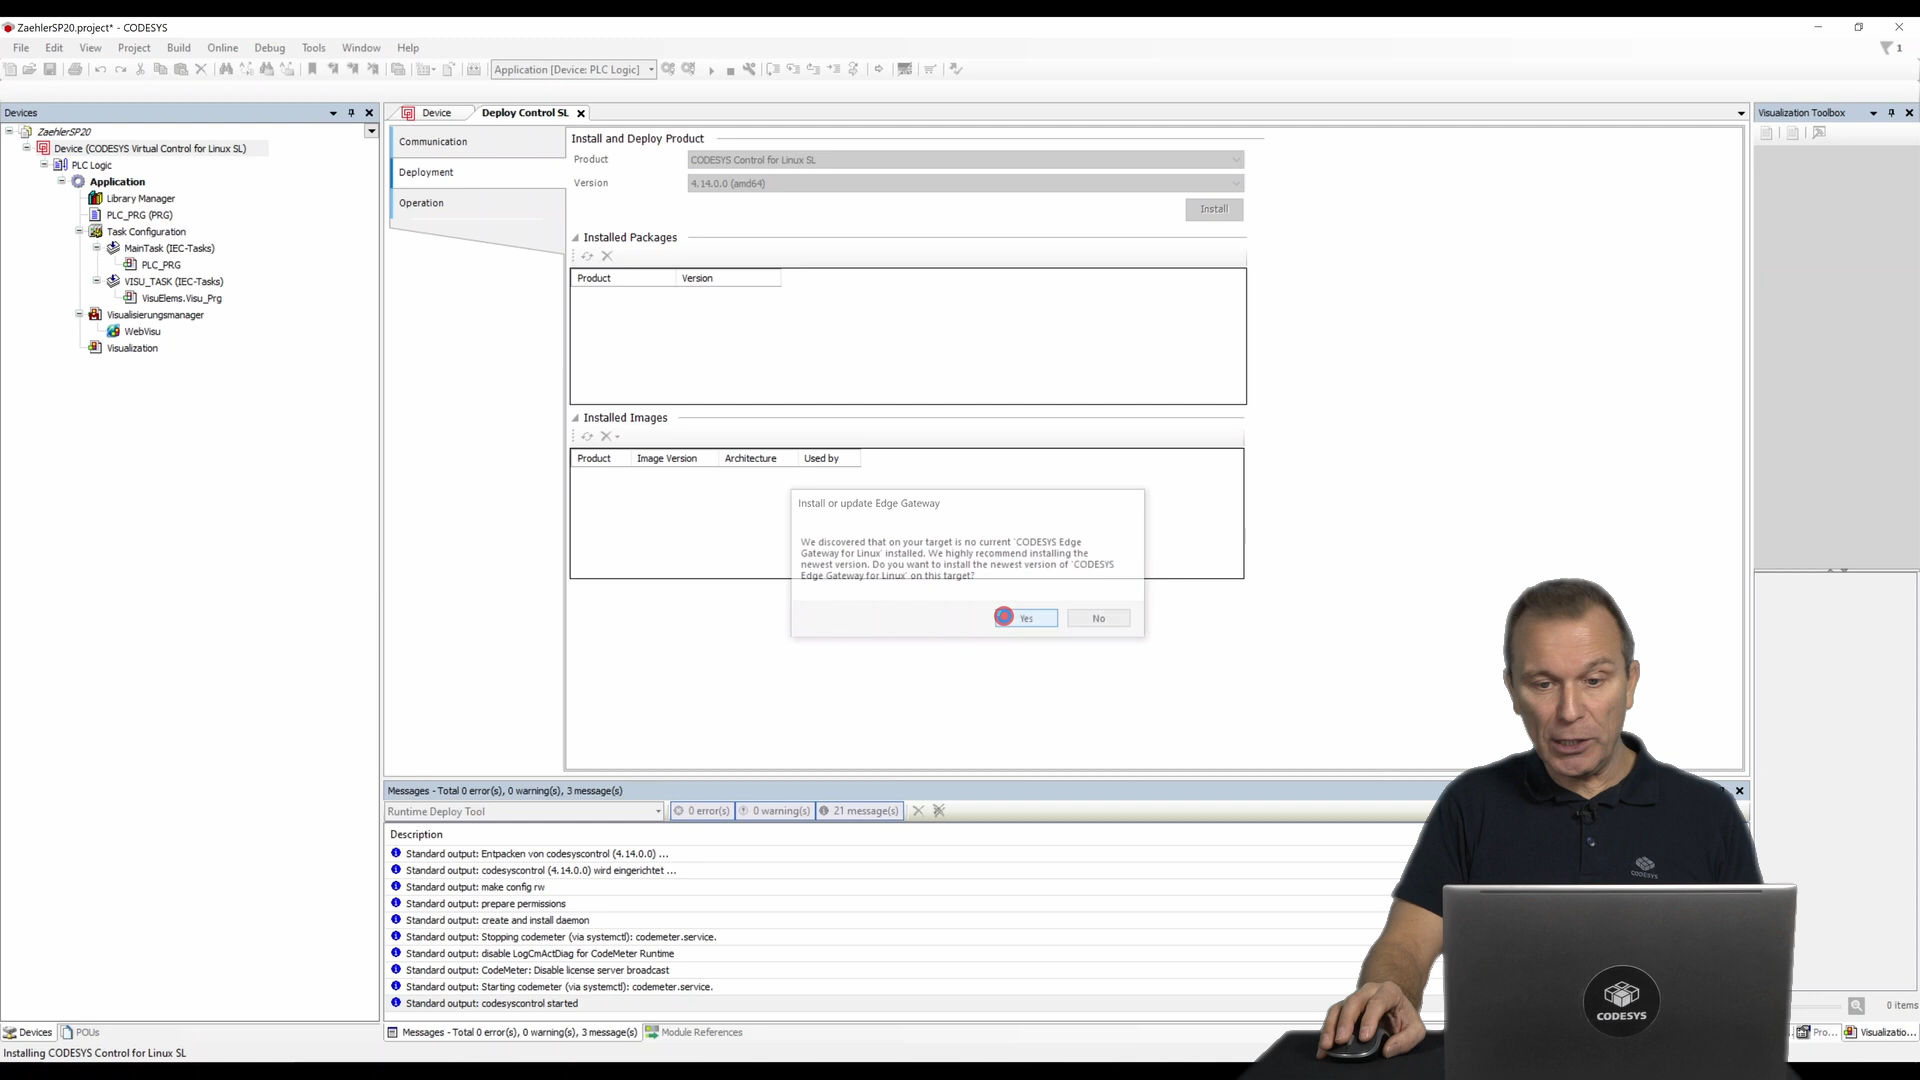 ZaehlerSP20.project* - CODESYS
File Edit View Project Build Online Debug Tools Window Help
1
Application [Device: PLC Logic]
Devices
ZaehlerSP20
Device (CODESYS Virtual Control for Linux SL)
PLC Logic
Application
Library Manager
PLC_PRG (PRG)
Task Configuration
MainTask (IEC-Tasks)
PLC_PRG
VISU_TASK (IEC-Tasks)
VisuElems.Visu_Prg
Visualisierungsmanager
WebVisu
Visualization
Device
Deploy Control SL
Communication
Deployment
Operation
Install and Deploy Product
Product CODESYS Control for Linux SL
Version 4.14.0.0 (amd64)
Install
Installed Packages
Product Version
Installed Images
Product Image Version Architecture Used by
Install or update Edge Gateway
We discovered that on your target is no current `CODESYS Edge
Gateway for Linux` installed. We highly recommend installing the
newest version. Do you want to install the newest version of `CODESYS
Edge Gateway for Linux` on this target?
Yes No
Visualization Toolbox
Messages - Total 0 error(s), 0 warning(s), 3 message(s)
Runtime Deploy Tool 0 error(s) 0 warning(s) 21 message(s)
Description
Standard output: Entpacken von codesyscontrol (4.14.0.0) ...
Standard output: codesyscontrol (4.14.0.0) wird eingerichtet ...
Standard output: make config rw
Standard output: prepare permissions
Standard output: create and install daemon
Standard output: Stopping codemeter (via systemctl): codemeter.service.
Standard output: disable LogCmActDiag for CodeMeter Runtime
Standard output: CodeMeter: Disable license server broadcast
Standard output: Starting codemeter (via systemctl): codemeter.service.
Standard output: codesyscontrol started
Devices POUs
Messages - Total 0 error(s), 0 warning(s), 3 message(s) Module References
0 items
Pro... Visualizatio...
Installing CODESYS Control for Linux SL
CODESYS
CODESYS